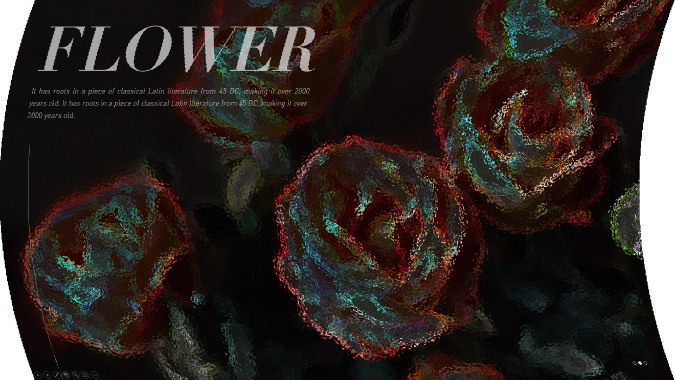 FLOWER
It has roots in a piece of classical Latin literature from 45 BC, making it over 2000
years old. It has roots in a piece of classical Latin literature from 45 BC, making it over
2000 years old.